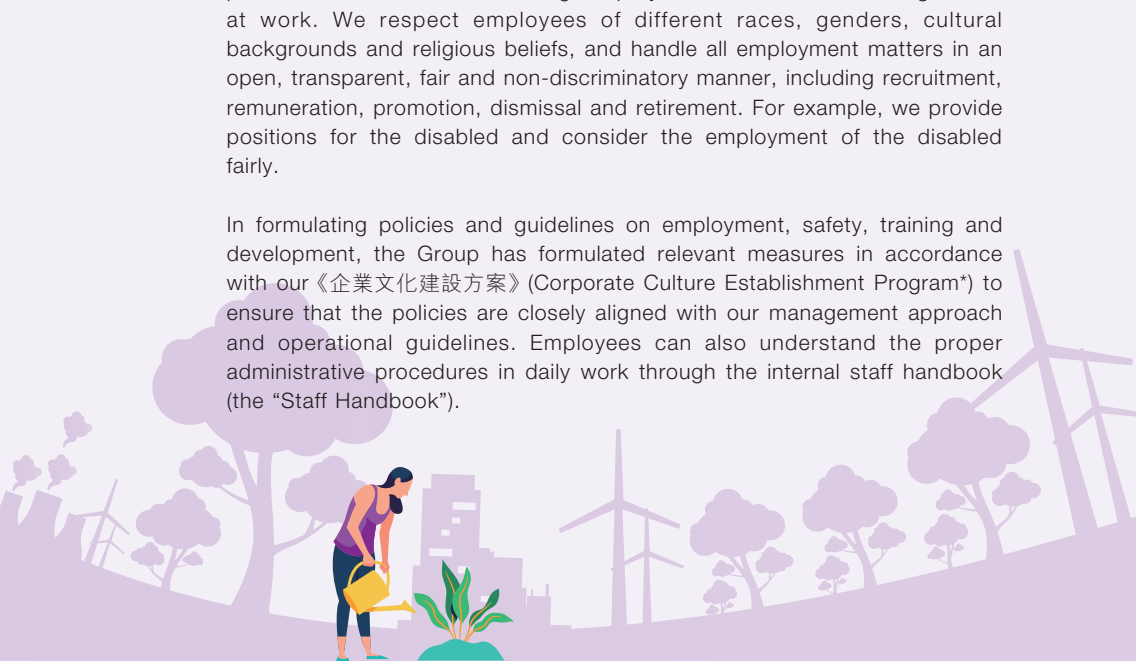 at work. We respect employees of different races, genders, cultural
backgrounds and religious beliefs, and handle all employment matters in an
open, transparent, fair and non-discriminatory manner, including recruitment,
remuneration, promotion, dismissal and retirement. For example, we provide
positions for the disabled and consider the employment of the disabled
fairly.
In formulating policies and guidelines on employment, safety, training and
development, the Group has formulated relevant measures in accordance
with our《企業文化建設方案》(Corporate Culture Establishment Program*) to
ensure that the policies are closely aligned with our management approach
and operational guidelines. Employees can also understand the proper
administrative procedures in daily work through the internal staff handbook
(the “Staff Handbook”).